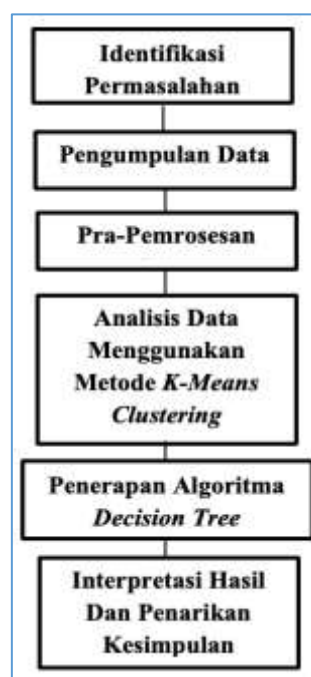 Identifikasi
Permasalahan
Pengumpulan Data
Pra-Pemrosesan
Analisis Data
Menggunakan
Metode K-Means
Clustering
Penerapan Algoritma
Decision Tree
Interpretasi Hasil
Dan Penarikan
Kesimpulan